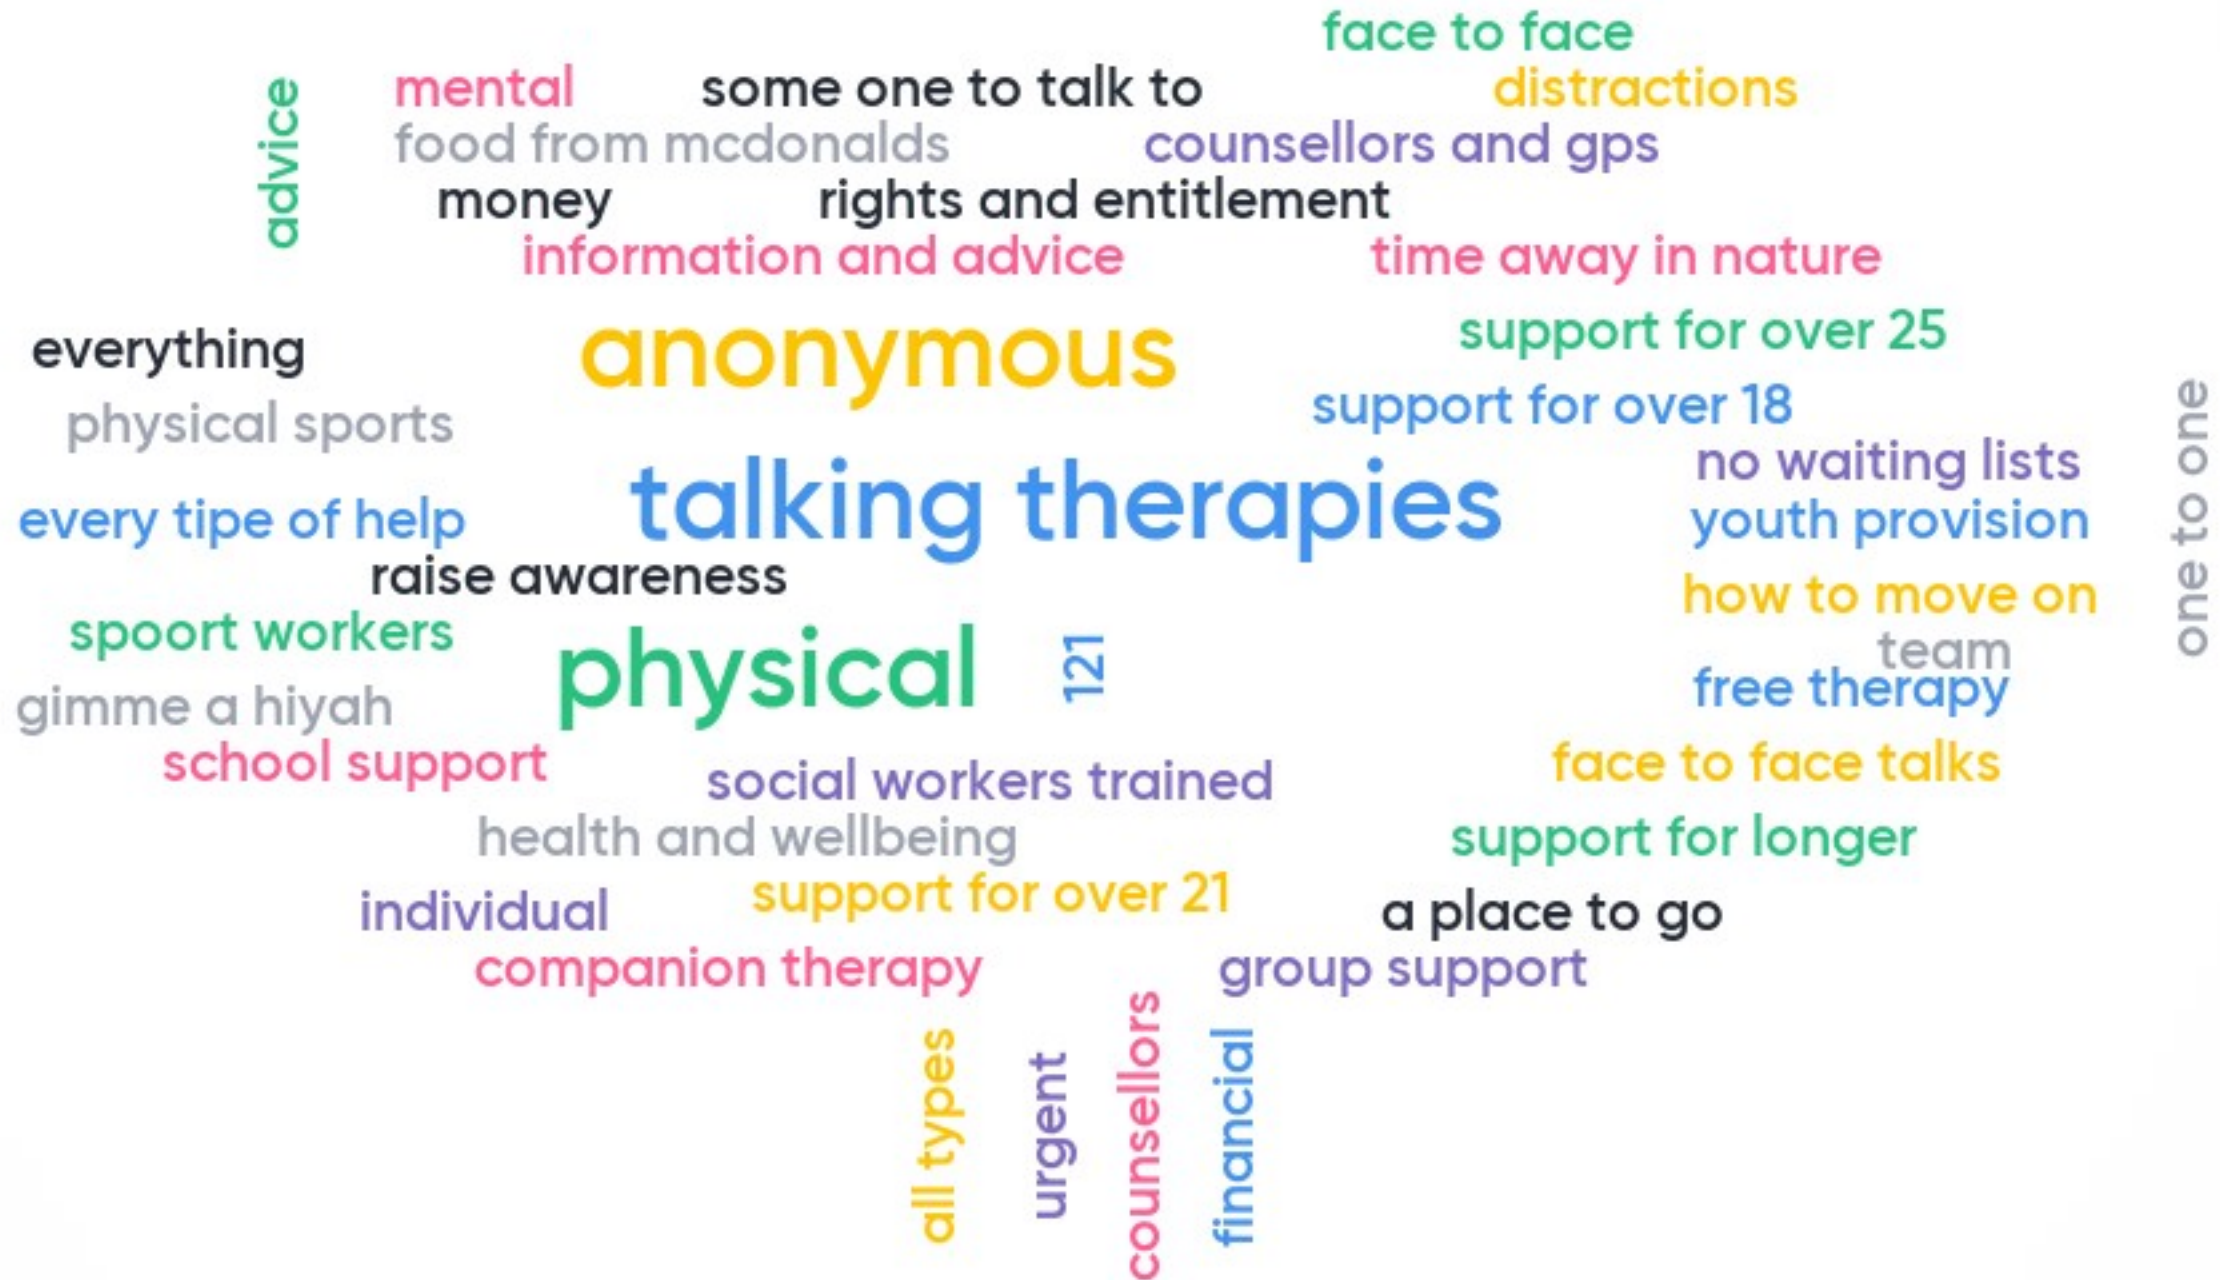 face to face
advice
mental
some one to talk to
distractions
food from mcdonalds
counsellors and gps
money
rights and entitlement
information and advice
time away in nature
anonymous
support for over 25
everything
physical sports
support for over 18
one to one
no waiting lists
talking therapies
every tipe of help
youth provision
raise awareness
how to move on
spoort workers
team
physical
121
free therapy
gimme a hiyah
school support
face to face talks
social workers trained
health and wellbeing
support for longer
support for over 21
individual
a place to go
companion therapy
group support
all types
urgent
counsellors
financial